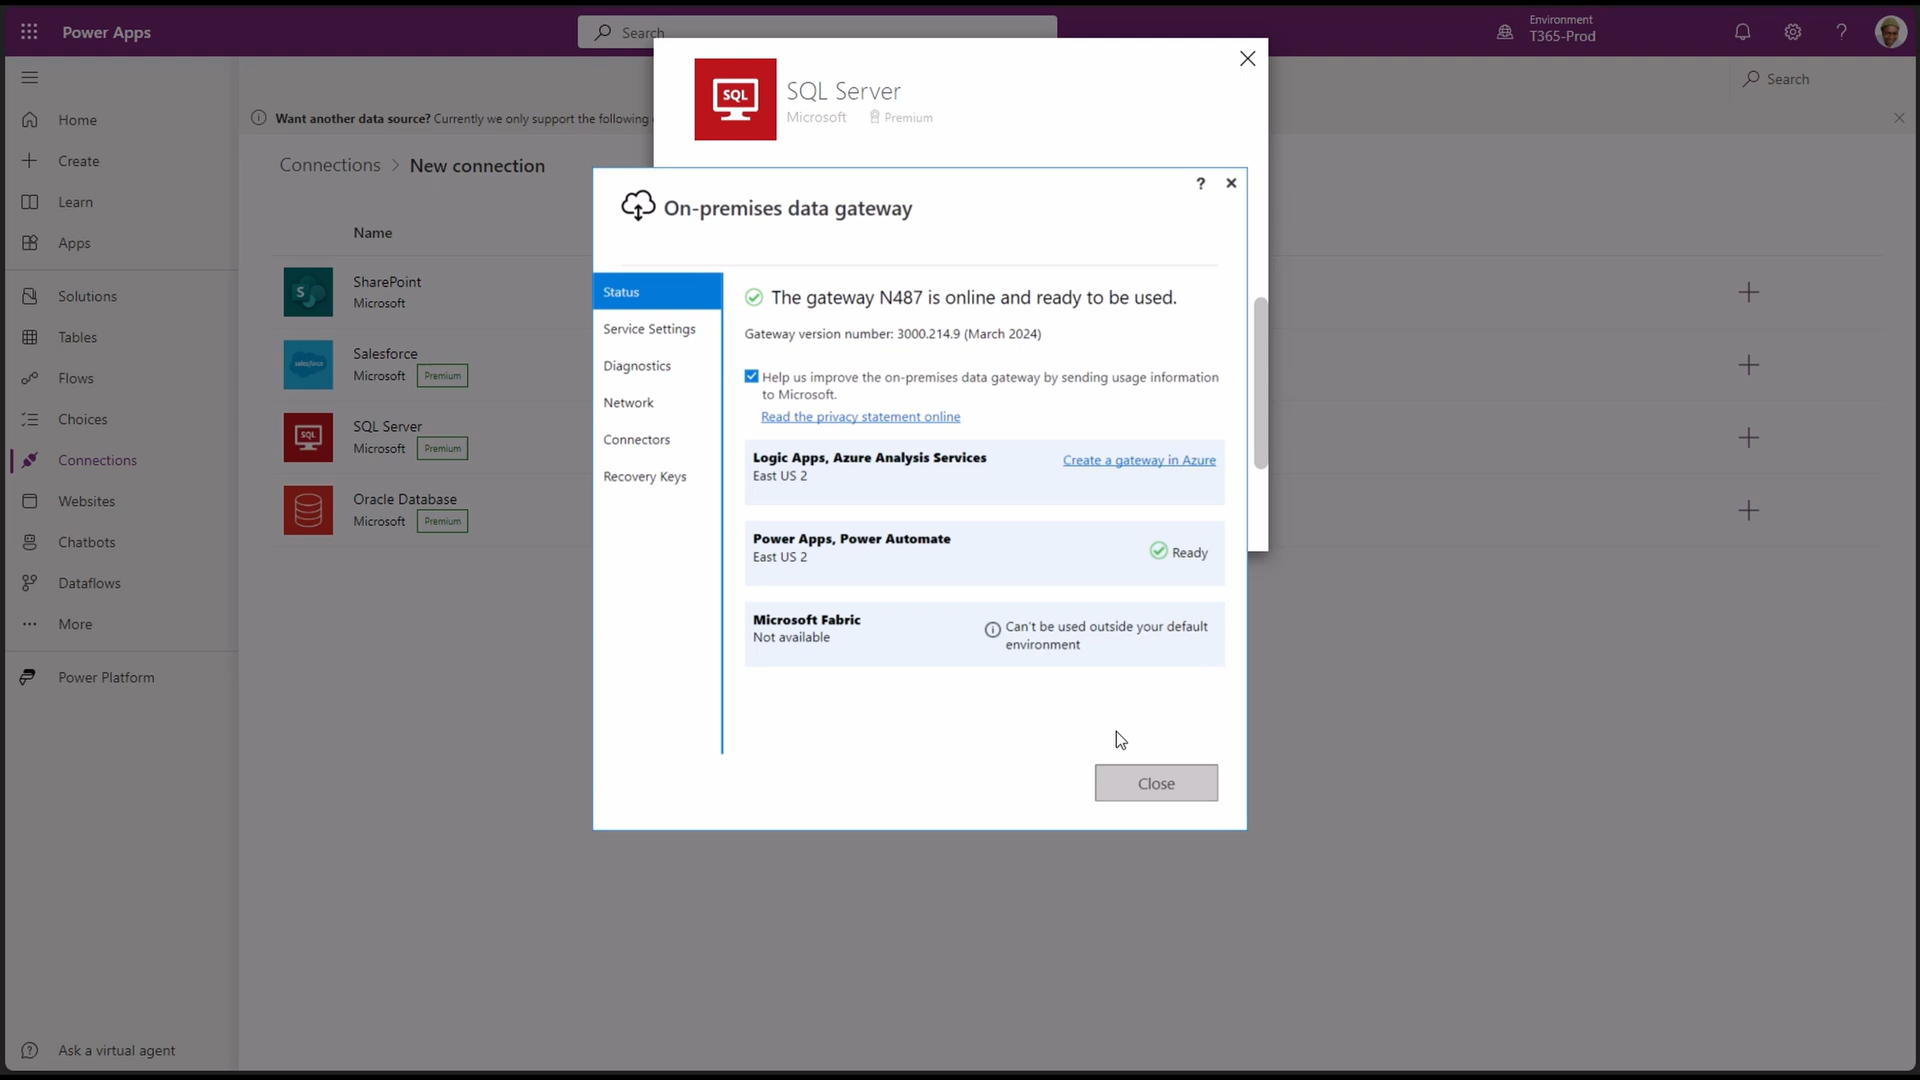 Power Apps
Search
Environment
T365-Prod
?
Search
Home
Create
Learn
Apps
Solutions
Tables
Flows
Choices
Connections
Websites
Chatbots
Dataflows
More
Power Platform
Ask a virtual agent
Want another data source? Currently we only support the following
Connections > New connection
Name
SharePoint
Microsoft
Salesforce
Microsoft Premium
SQL
SQL Server
Microsoft Premium
Oracle Database
Microsoft Premium
SQL
SQL Server
Microsoft Premium
?
On-premises data gateway
Status
Service Settings
Diagnostics
Network
Connectors
Recovery Keys
The gateway N487 is online and ready to be used.
Gateway version number: 3000.214.9 (March 2024)
Help us improve the on-premises data gateway by sending usage information
to Microsoft.
Read the privacy statement online
Logic Apps, Azure Analysis Services
East US 2
Create a gateway in Azure
Power Apps, Power Automate
East US 2
Ready
Microsoft Fabric
Not available
Can't be used outside your default
environment
Close